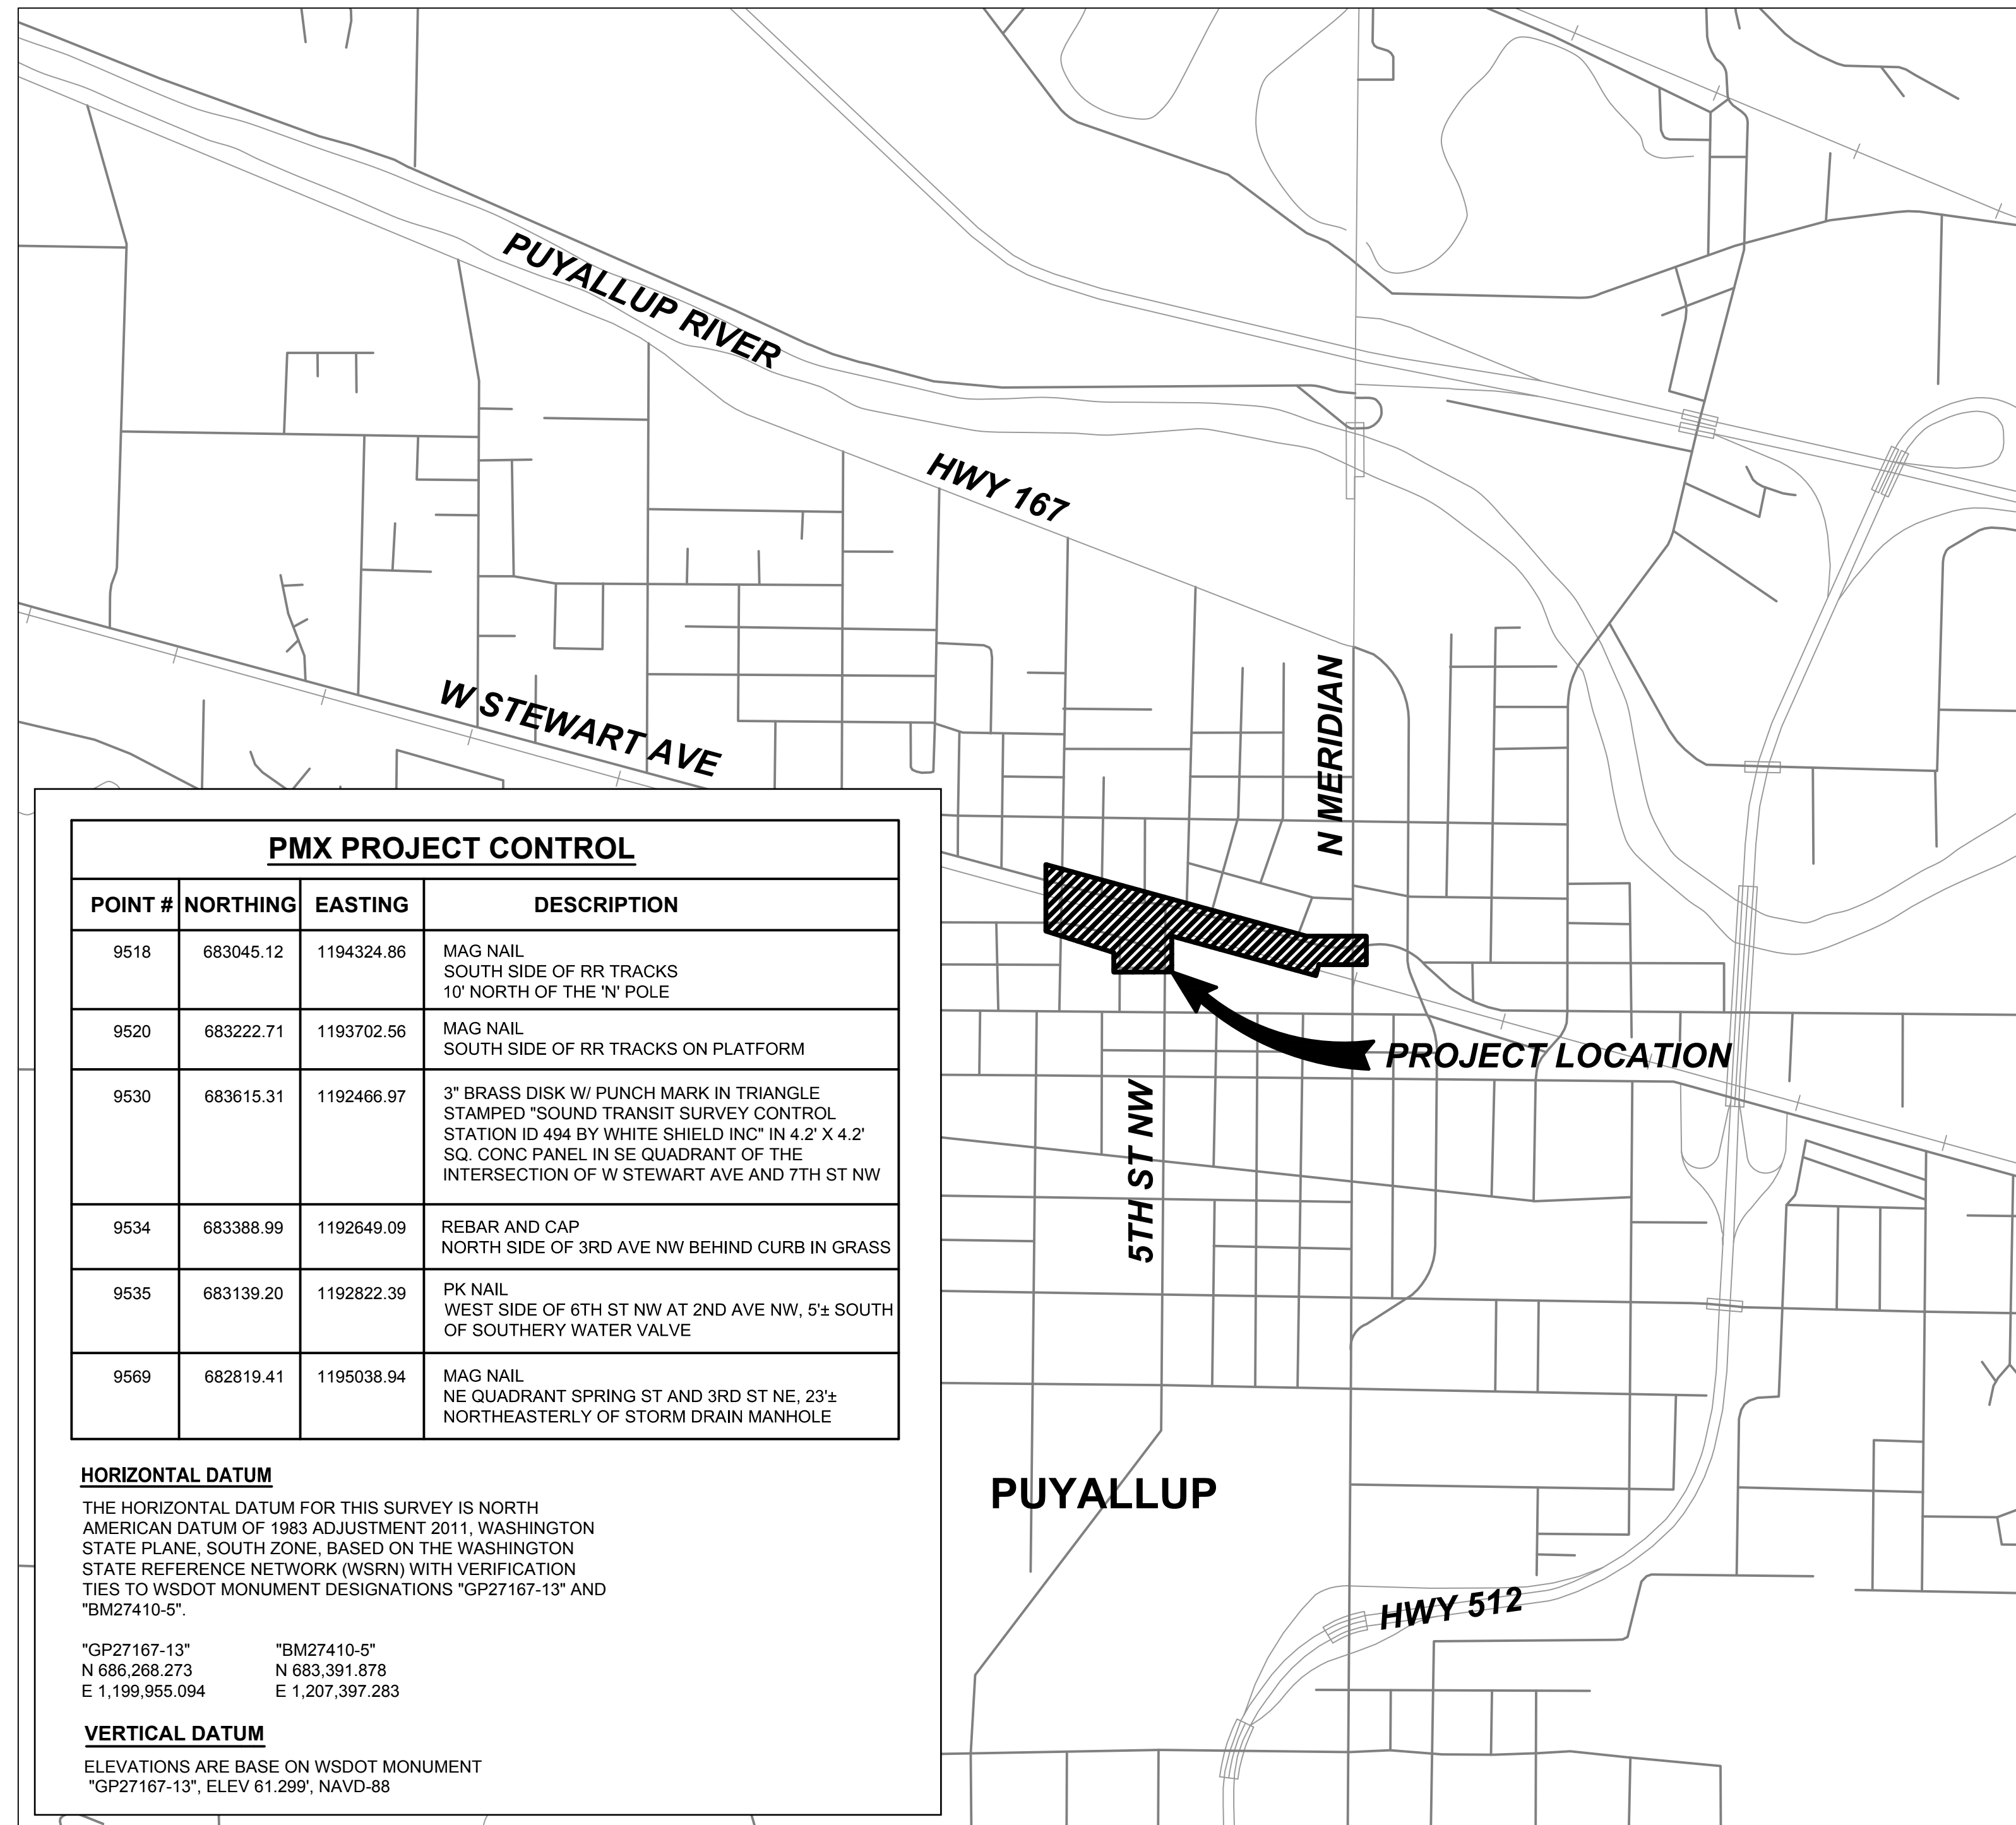 PUYALLUP RIVER
HWY 167
W STEWART AVE
N MERIDIAN
PROJECT LOCATION
5TH ST NW
PUYALLUP
HWY 512
PMX PROJECT CONTROL
POINT # NORTHING EASTING DESCRIPTION
9518 683045.12 1194324.86 MAG NAIL
SOUTH SIDE OF RR TRACKS
10' NORTH OF THE 'N' POLE
9520 683222.71 1193702.56 MAG NAIL
SOUTH SIDE OF RR TRACKS ON PLATFORM
9530 683615.31 1192466.97 3" BRASS DISK W/ PUNCH MARK IN TRIANGLE
STAMPED "SOUND TRANSIT SURVEY CONTROL
STATION ID 494 BY WHITE SHIELD INC" IN 4.2' X 4.2'
SQ. CONC PANEL IN SE QUADRANT OF THE
INTERSECTION OF W STEWART AVE AND 7TH ST NW
9534 683388.99 1192649.09 REBAR AND CAP
NORTH SIDE OF 3RD AVE NW BEHIND CURB IN GRASS
9535 683139.20 1192822.39 PK NAIL
WEST SIDE OF 6TH ST NW AT 2ND AVE NW, 5'± SOUTH
OF SOUTHERY WATER VALVE
9569 682819.41 1195038.94 MAG NAIL
NE QUADRANT SPRING ST AND 3RD ST NE, 23'±
NORTHEASTERLY OF STORM DRAIN MANHOLE
HORIZONTAL DATUM
THE HORIZONTAL DATUM FOR THIS SURVEY IS NORTH
AMERICAN DATUM OF 1983 ADJUSTMENT 2011, WASHINGTON
STATE PLANE, SOUTH ZONE, BASED ON THE WASHINGTON
STATE REFERENCE NETWORK (WSRN) WITH VERIFICATION
TIES TO WSDOT MONUMENT DESIGNATIONS "GP27167-13" AND
"BM27410-5".
"GP27167-13" "BM27410-5"
N 686,268.273 N 683,391.878
E 1,199,955.094 E 1,207,397.283
VERTICAL DATUM
ELEVATIONS ARE BASE ON WSDOT MONUMENT
"GP27167-13", ELEV 61.299', NAVD-88